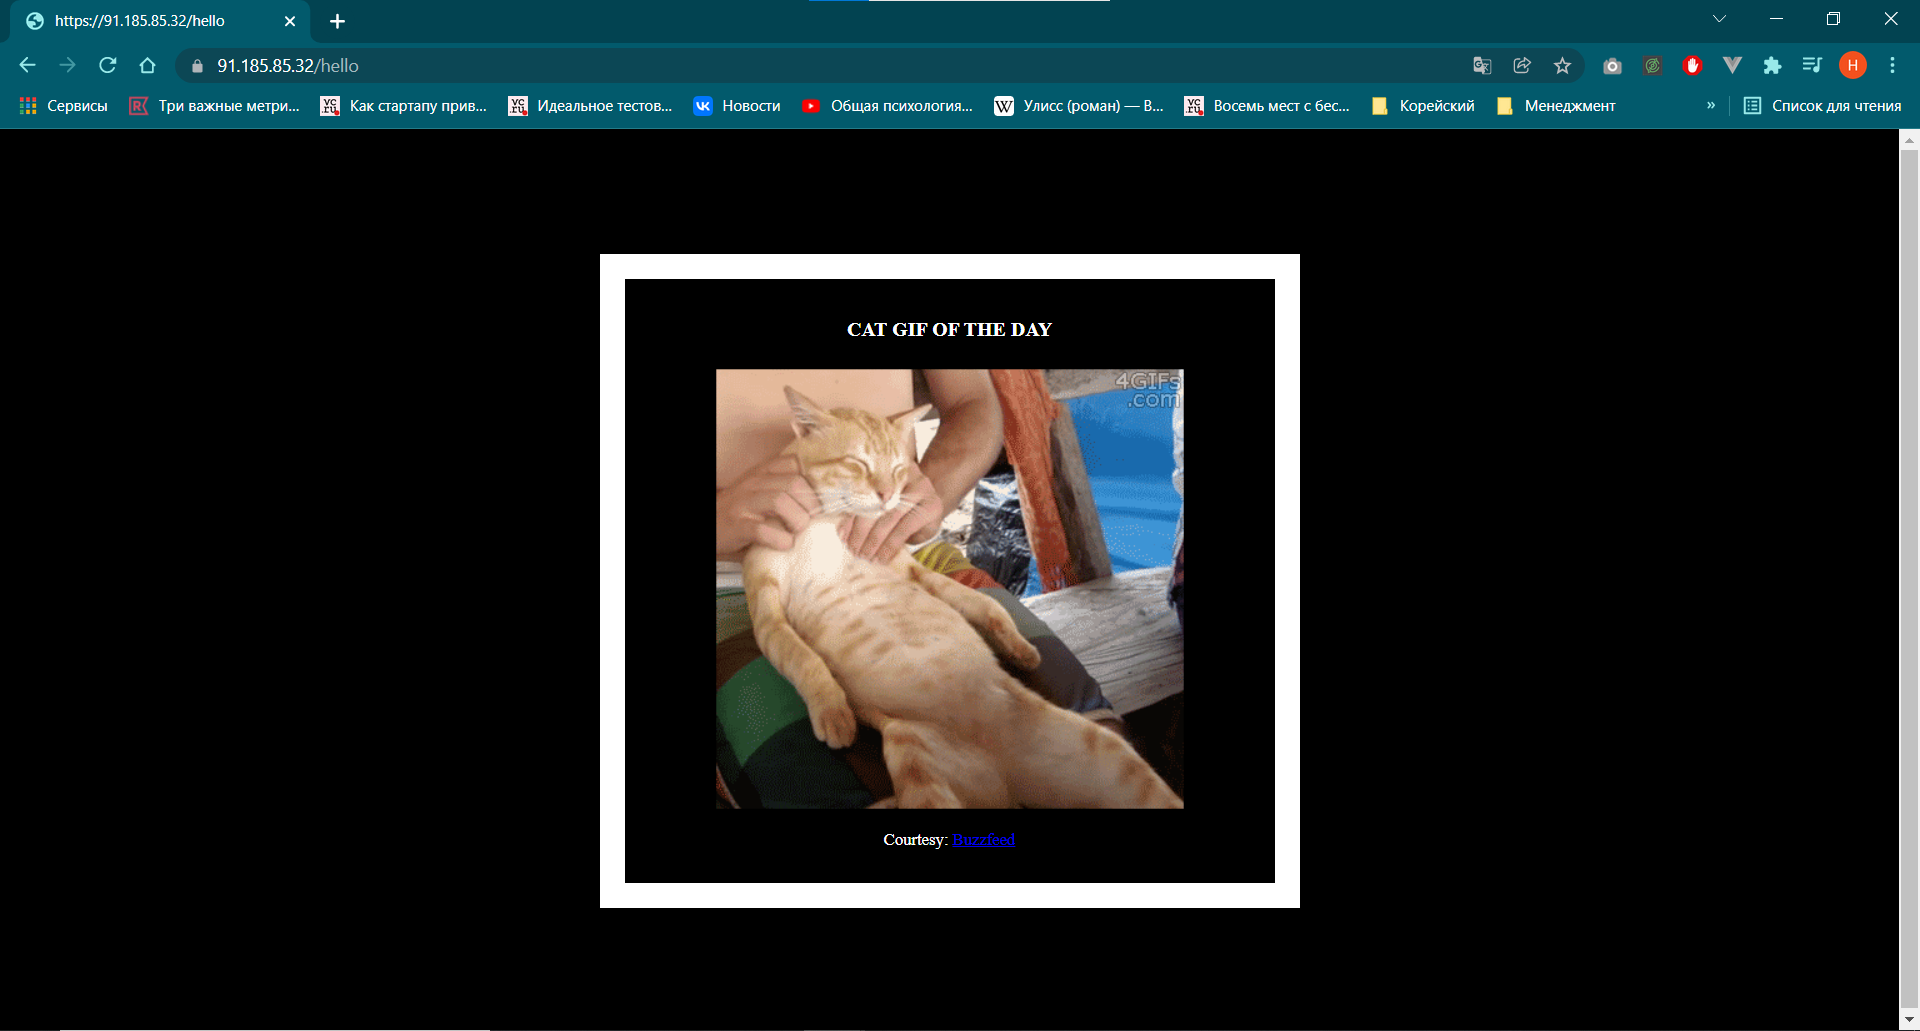 https://91.185.85.32/hello
91.185.85.32/hello
H
Сервисы
Три важные метри...
Как стартапу прив...
Идеальное тестов...
Новости
Общая психология...
Улисс (роман) — В...
Восемь мест с бес...
Корейский
Менеджмент
»
Список для чтения
CAT GIF OF THE DAY
4GIFs
.com
Courtesy: Buzzfeed